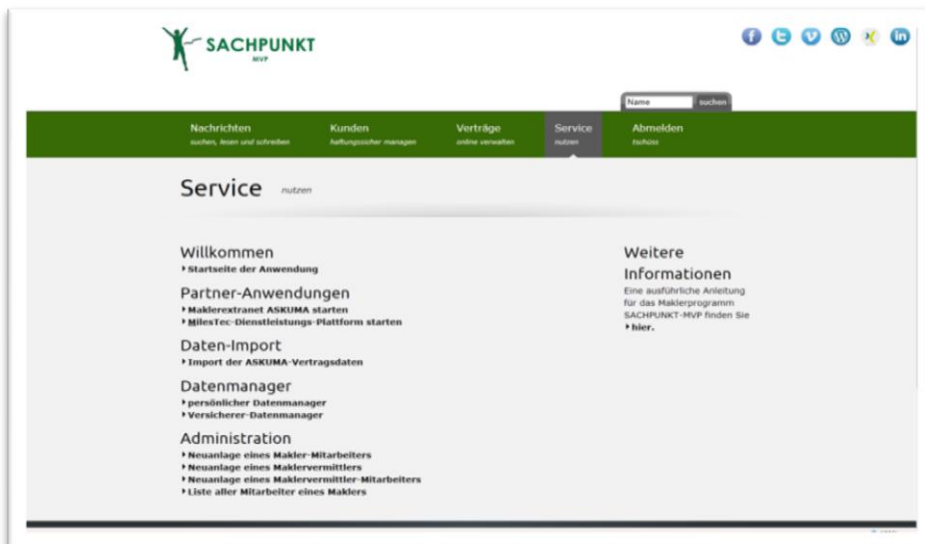 SACHPUNKT
MVP
Name suchen
Nachrichten Kunden Verträge Service Abmelden
suchen, lesen und schreiben haftungssicher managen online verwalten nutzen tschüss
Service nutzen
Willkommen
Startseite der Anwendung
Partner-Anwendungen
Maklerextranet ASKUMA starten
MilesTec-Dienstleistungs-Plattform starten
Daten-Import
Import der ASKUMA-Vertragsdaten
Datenmanager
persönlicher Datenmanager
Versicherer-Datenmanager
Administration
Neuanlage eines Makler-Mitarbeiters
Neuanlage eines Maklervermittlers
Neuanlage eines Maklervermittler-Mitarbeiters
Liste aller Mitarbeiter eines Maklers
Weitere
Informationen
Eine ausführliche Anleitung
für das Maklerprogramm
SACHPUNKT-MVP finden Sie
hier.